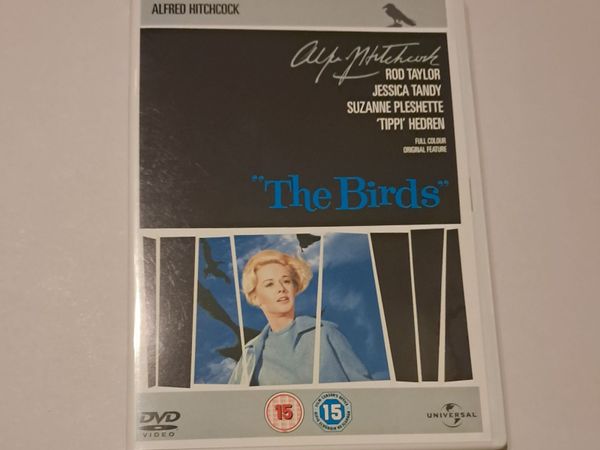 ALFRED HITCHCOCK
Alfred Hitchcock
ROD TAYLOR
JESSICA TANDY
SUZANNE PLESHETTE
'TIPPI' HEDREN
FULL COLOUR
ORIGINAL FEATURE
"The Birds"
DVD
VIDEO
15
15
UNIVERSAL